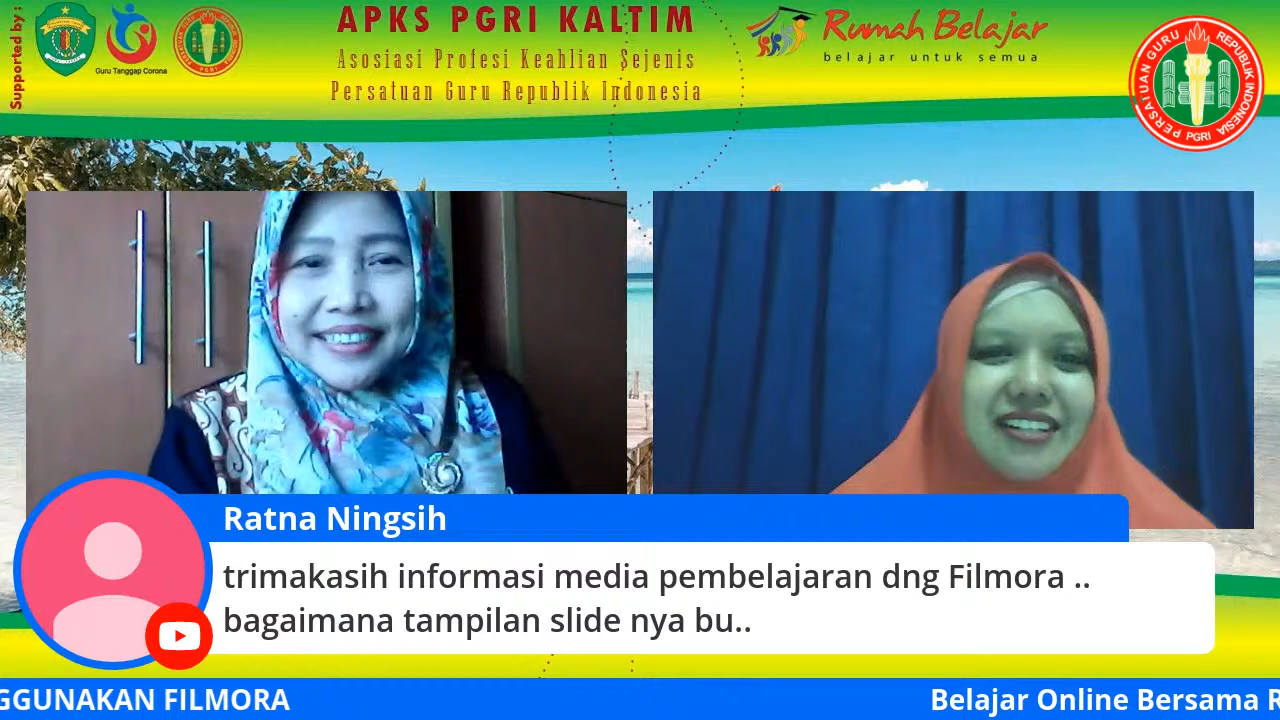 Supported by :
Guru Tanggap Corona
PGRI
APKS PGRI KALTIM
Asosiasi Profesi Keahlian Sejenis
Persatuan Guru Republik Indonesia
Rumah Belajar
belajar untuk semua
PERSATUAN GURU REPUBLIK INDONESIA
PGRI
Ratna Ningsih
trimakasih informasi media pembelajaran dng Filmora ..
bagaimana tampilan slide nya bu..
GGUNAKAN FILMORA
Belajar Online Bersama R